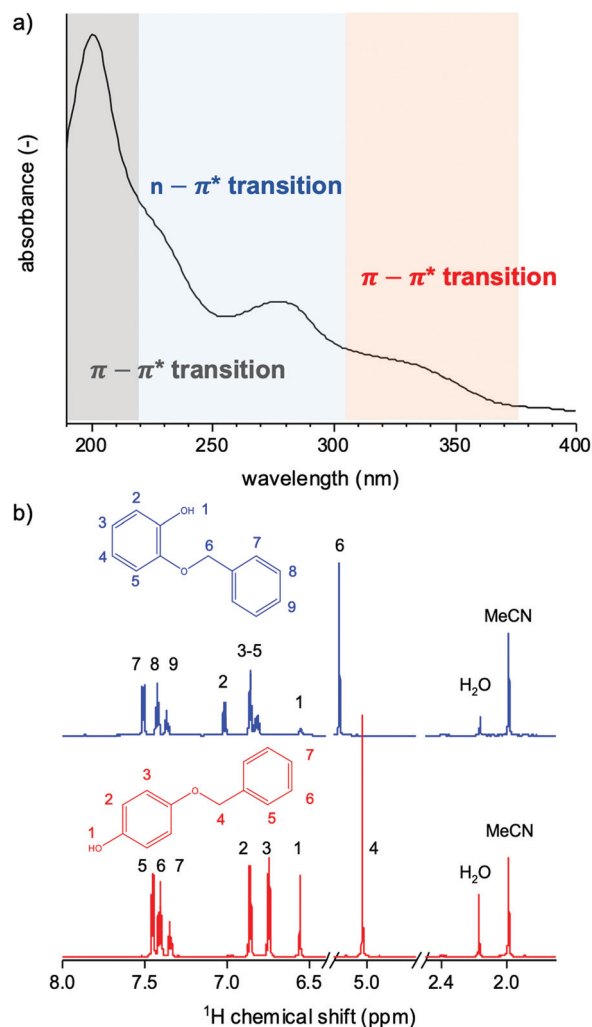 a)
absorbance (-)
n – π* transition
π – π* transition
π – π* transition
200 250 300 350 400
wavelength (nm)
b)
2
3
OH
1
4
5
O
6
7
8
9
6
MeCN
H₂O
7 8 9
2
3-5
1
7
3
O
2
6
4
5
1
HO
5 6 7
2 3 1
4
H₂O
MeCN
8.0 7.5 7.0 6.5 5.0 2.4 2.0
¹H chemical shift (ppm)